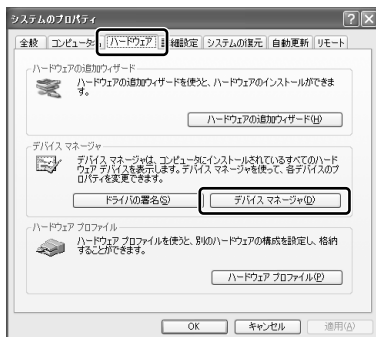 システムのプロパティ
全般 コンピュータ ハードウェア 細設定 システムの復元 自動更新 リモート
ハードウェアの追加ウィザード
ハードウェアの追加ウィザードを使うと、ハードウェアのインストールができま
す。
ハードウェアの追加ウィザード(H)
デバイス マネージャ
デバイス マネージャは、コンピュータにインストールされているすべてのハード
ウェア デバイスを表示します。デバイス マネージャを使って、各デバイスのプ
ロパティを変更できます。
ドライバの署名(S) デバイス マネージャ(D)
ハードウェア プロファイル
ハードウェア プロファイルを使うと、別のハードウェアの構成を設定し、格納
することができます。
ハードウェア プロファイル(P)
OK キャンセル 適用(A)